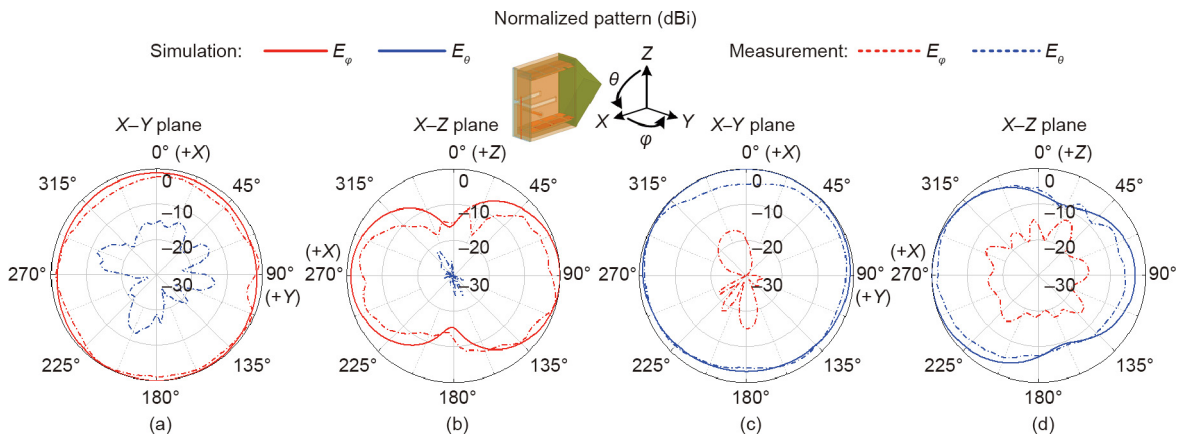 Normalized pattern (dBi)
Simulation: Eφ Eθ Measurement: Eφ Eθ
Z
θ
X Y
φ
X–Y plane X–Z plane X–Y plane X–Z plane
0° (+X) 0° (+Z) 0° (+X) 0° (+Z)
315° 0 45° 315° 0 45° 315° 0 45° 315° 0 45°
–10 –10 –10 –10
–20 –20 –20 –20
(+X) (+X)
270° 90° 270° 90° 270° 90° 270° 90°
–30 (+Y) –30 –30 (+Y) –30
225° 135° 225° 135° 225° 135° 225° 135°
180° 180° 180° 180°
(a) (b) (c) (d)